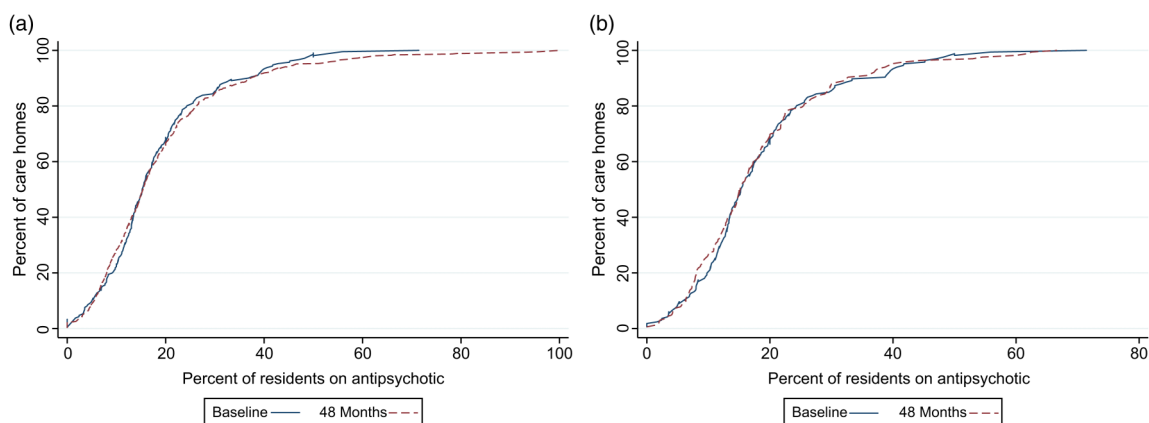 (a)
Percent of care homes
100
80
60
40
20
0
0 20 40 60 80 100
Percent of residents on antipsychotic
Baseline 48 Months
(b)
Percent of care homes
100
80
60
40
20
0
0 20 40 60 80
Percent of residents on antipsychotic
Baseline 48 Months